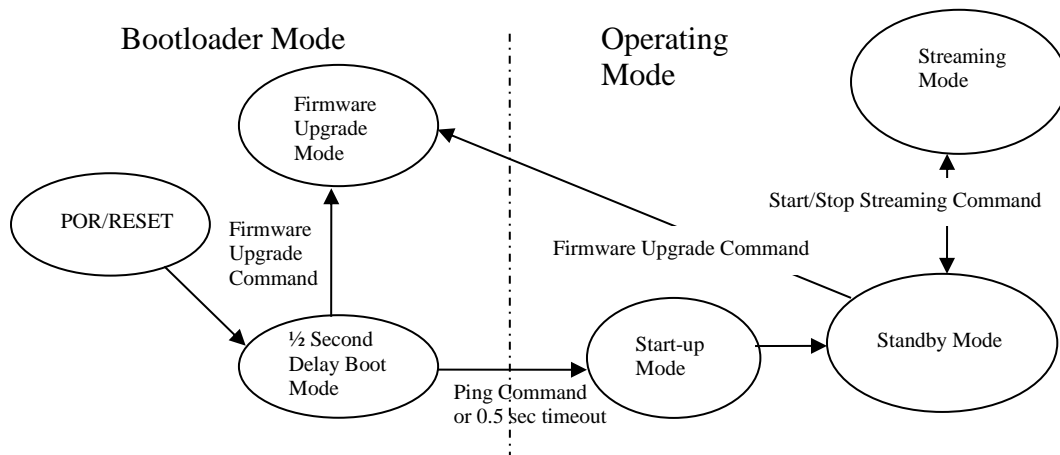 Bootloader Mode
Operating
Mode
Streaming
Mode
Firmware
Upgrade
Mode
POR/RESET
Start/Stop Streaming Command
Firmware
Upgrade
Command
Firmware Upgrade Command
½ Second
Delay Boot
Mode
Start-up
Mode
Standby Mode
Ping Command
or 0.5 sec timeout